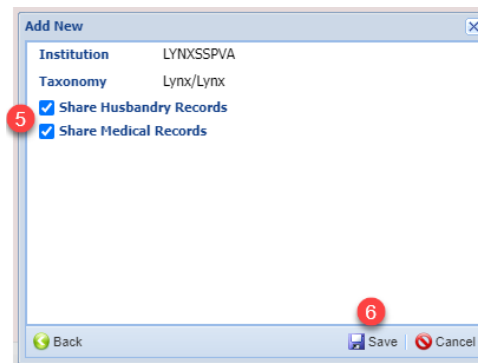 Add New
Institution LYNXSSPVA
Taxonomy Lynx/Lynx
Share Husbandry Records
5
Share Medical Records
6
Back Save Cancel